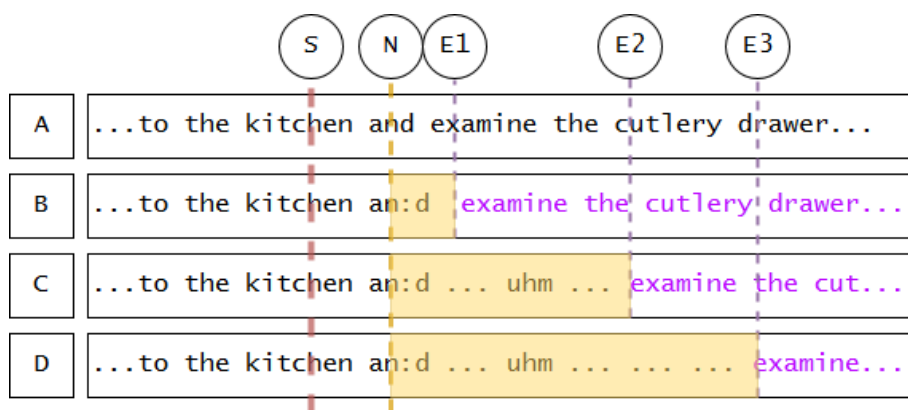 S N E1 E2 E3
A ...to the kitchen and examine the cutlery drawer...
B ...to the kitchen an:d examine the cutlery drawer...
C ...to the kitchen an:d ... uhm ... examine the cut...
D ...to the kitchen an:d ... uhm ... ... ... examine...